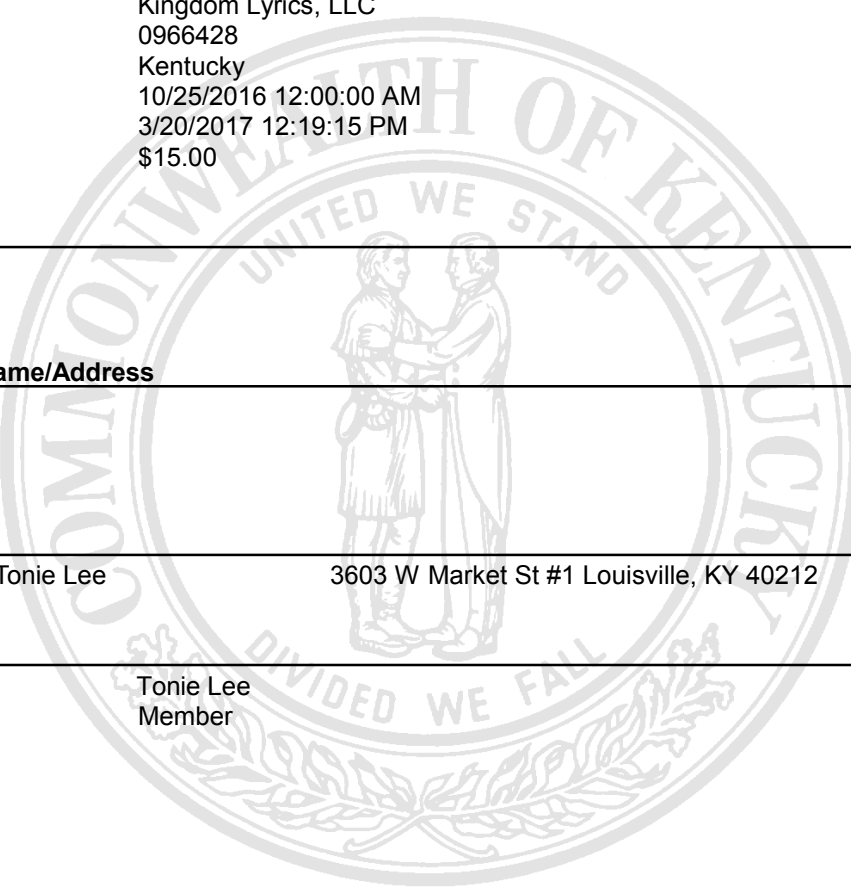 Kingdom Lyrics, LLC
0966428
Kentucky
10/25/2016 12:00:00 AM
3/20/2017 12:19:15 PM
$15.00
COMMONWEALTH OF KENTUCKY
UNITED WE STAND
ame/Address
Tonie Lee 3603 W Market St #1 Louisville, KY 40212
DIVIDED WE FALL
Tonie Lee
Member